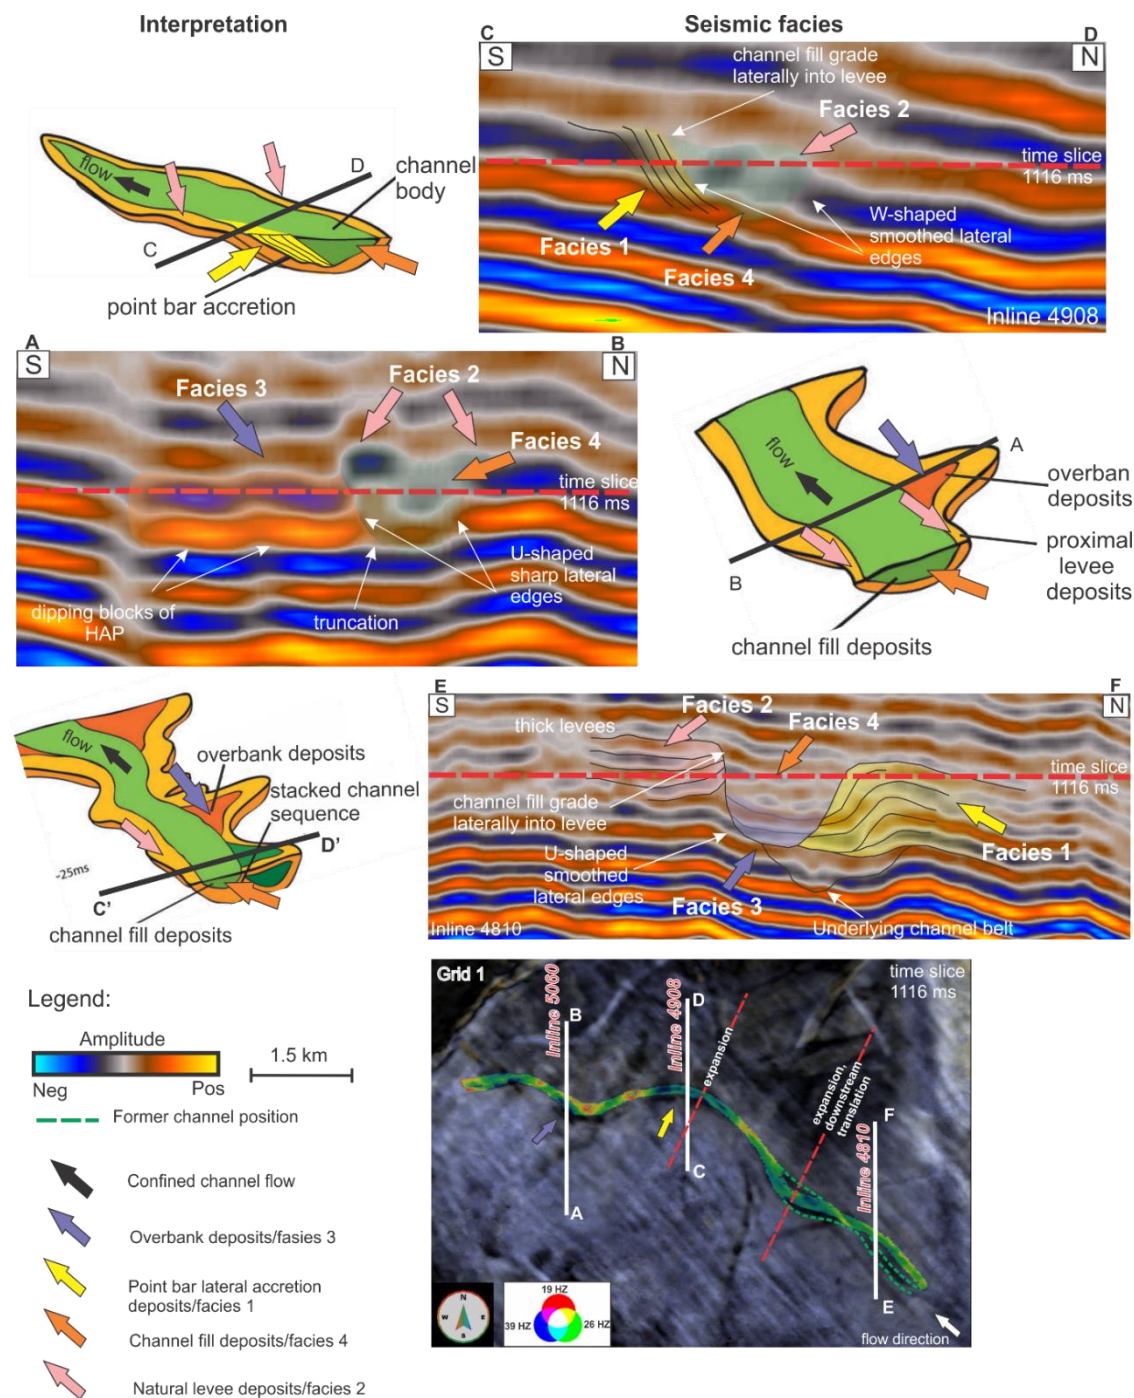 Interpretation
Seismic facies
C
D
S
N
channel fill grade
laterally into levee
Facies 2
time slice
1116 ms
Facies 1
Facies 4
W-shaped
smoothed lateral
edges
Inline 4908
flow
D
channel
body
C
point bar accretion
A
B
S
N
Facies 3
Facies 2
Facies 4
time slice
1116 ms
U-shaped
sharp lateral
edges
dipping blocks of
HAP
truncation
flow
A
overban
deposits
proximal
levee
deposits
B
channel fill deposits
flow
overbank deposits
stacked channel
sequence
D'
-25ms
C'
channel fill deposits
E
F
S
N
thick levees
Facies 2
Facies 4
time slice
1116 ms
channel fill grade
laterally into levee
U-shaped
smoothed
lateral edges
Facies 3
Facies 1
Underlying channel belt
Inline 4810
Legend:
Amplitude
Neg
Pos
1.5 km
Former channel position
Confined channel flow
Overbank deposits/fasies 3
Point bar lateral accretion
deposits/facies 1
Channel fill deposits/facies 4
Natural levee deposits/facies 2
Grid 1
time slice
1116 ms
Inline 5060
B
A
Inline 4908
D
C
expansion
expansion,
downstream
translation
Inline 4810
F
E
flow direction
N
W
E
S
19 HZ
39 HZ
26 HZ